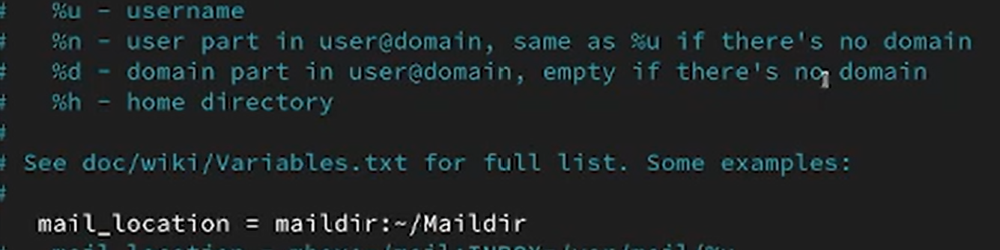 # %u - username
# %n - user part in user@domain, same as %u if there's no domain
# %d - domain part in user@domain, empty if there's no domain
# %h - home directory
#
# See doc/wiki/Variables.txt for full list. Some examples:
#
mail_location = maildir:~/Maildir